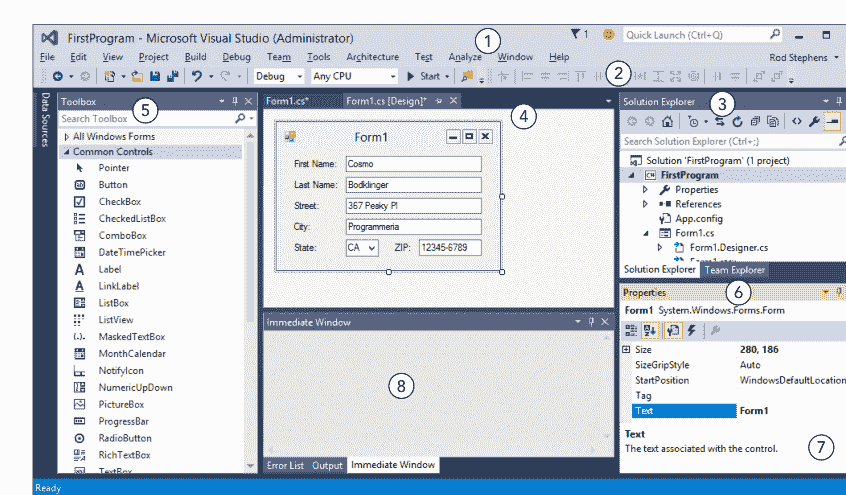 FirstProgram - Microsoft Visual Studio (Administrator)
1
Quick Launch (Ctrl+Q)
File Edit View Project Build Debug Team Tools Architecture Test Analyze Window Help
1
Rod Stephens
Debug Any CPU Start
2
Data Sources
Toolbox
5
Search Toolbox
All Windows Forms
Common Controls
Pointer
Button
CheckBox
CheckedListBox
ComboBox
DateTimePicker
Label
LinkLabel
ListBox
ListView
MaskedTextBox
MonthCalendar
NotifyIcon
NumericUpDown
PictureBox
ProgressBar
RadioButton
RichTextBox
TextBox
Form1.cs* Form1.cs [Design]*
4
Form1
First Name: Cosmo
Last Name: Bodklinger
Street: 367 Pesky Pl
City: Programmeria
State: CA ZIP: 12345-6789
Immediate Window
8
Error List Output Immediate Window
Solution Explorer
3
Search Solution Explorer (Ctrl+;)
Solution 'FirstProgram' (1 project)
FirstProgram
Properties
References
App.config
Form1.cs
Form1.Designer.cs
Solution Explorer Team Explorer
Properties
6
Form1 System.Windows.Forms.Form
Size 280, 186
SizeGripStyle Auto
StartPosition WindowsDefaultLocation
Tag
Text Form1
Text
The text associated with the control.
7
Ready